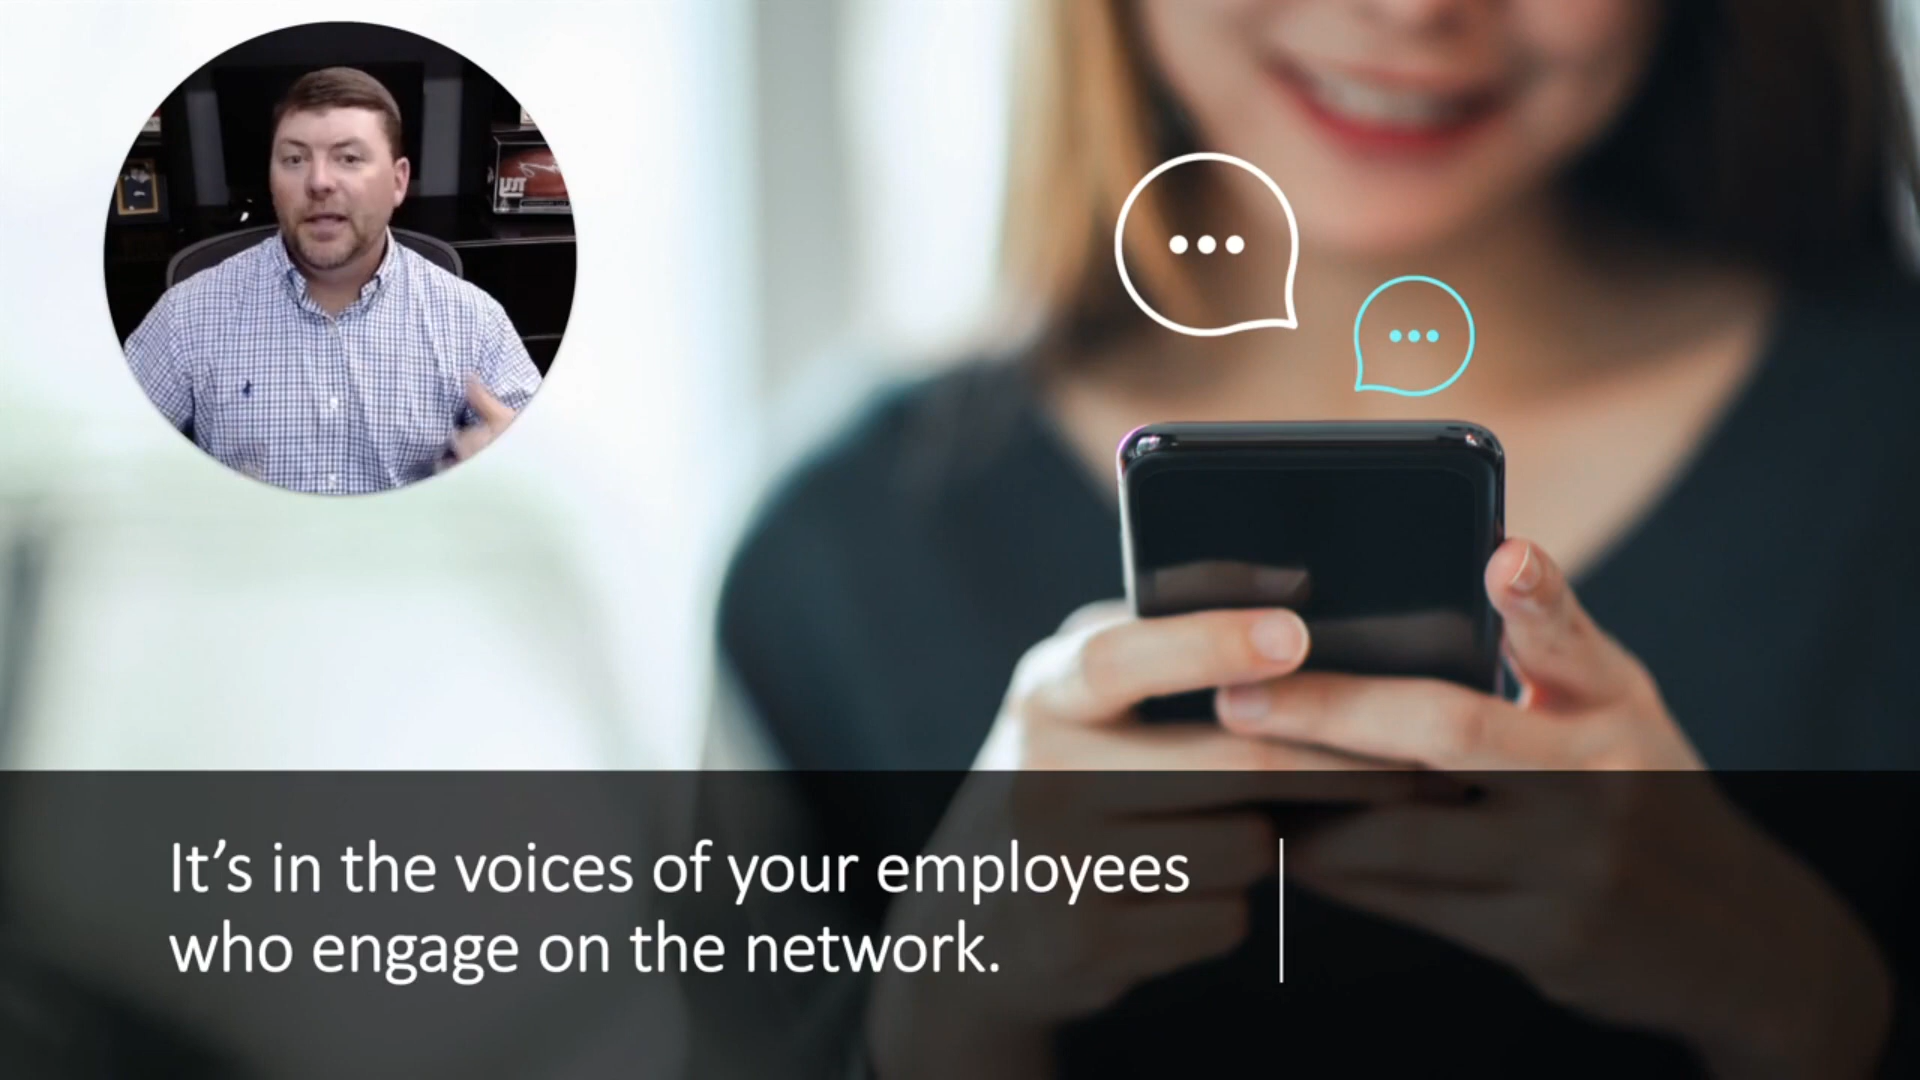 It’s in the voices of your employees
who engage on the network.